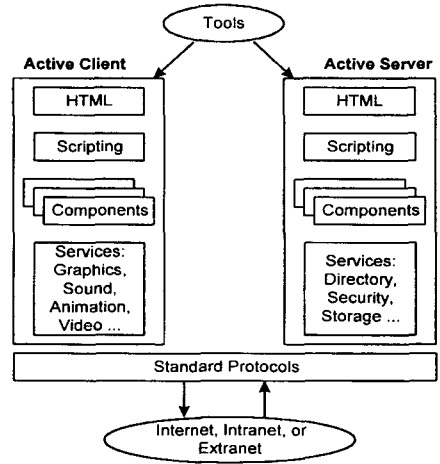 Tools
Active Client
HTML
Scripting
Components
Services:
Graphics,
Sound,
Animation,
Video ...
Active Server
HTML
Scripting
Components
Services:
Directory,
Security,
Storage ...
Standard Protocols
Internet, Intranet, or
Extranet